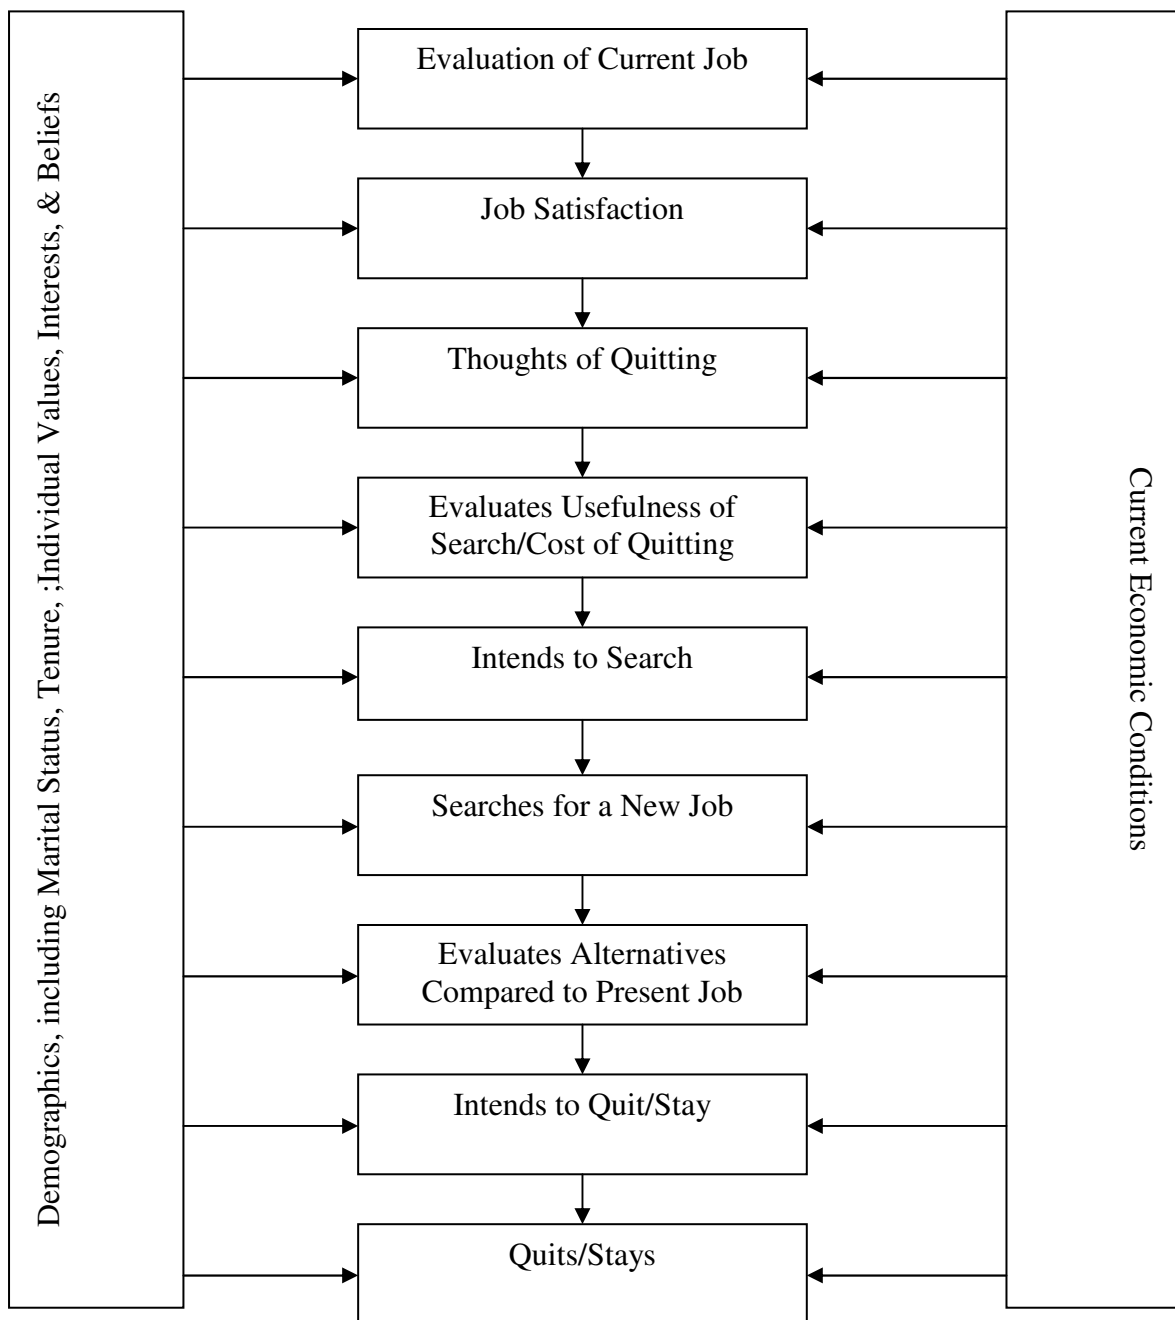 Demographics, including Marital Status, Tenure, ;Individual Values, Interests, & Beliefs
Evaluation of Current Job
Job Satisfaction
Thoughts of Quitting
Evaluates Usefulness of
Search/Cost of Quitting
Intends to Search
Searches for a New Job
Evaluates Alternatives
Compared to Present Job
Intends to Quit/Stay
Quits/Stays
Current Economic Conditions